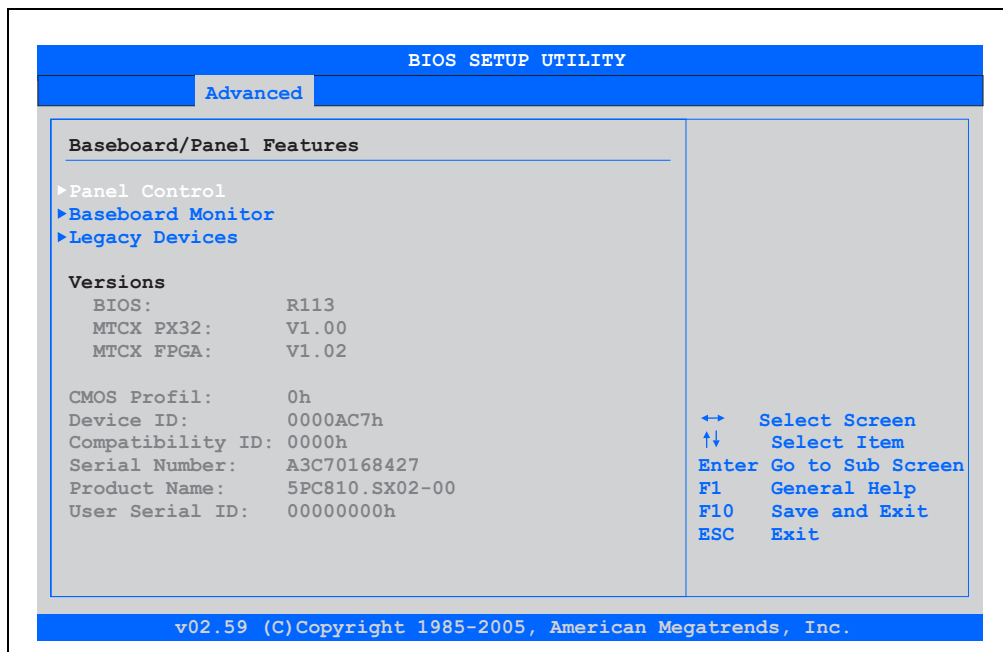 BIOS SETUP UTILITY
Advanced
Baseboard/Panel Features
▶Panel Control
▶Baseboard Monitor
▶Legacy Devices
Versions
BIOS: R113
MTCX PX32: V1.00
MTCX FPGA: V1.02
CMOS Profil: 0h
Device ID: 0000AC7h
Compatibility ID: 0000h
Serial Number: A3C70168427
Product Name: 5PC810.SX02-00
User Serial ID: 00000000h
↔ Select Screen
↑↓ Select Item
Enter Go to Sub Screen
F1 General Help
F10 Save and Exit
ESC Exit
v02.59 (C)Copyright 1985-2005, American Megatrends, Inc.